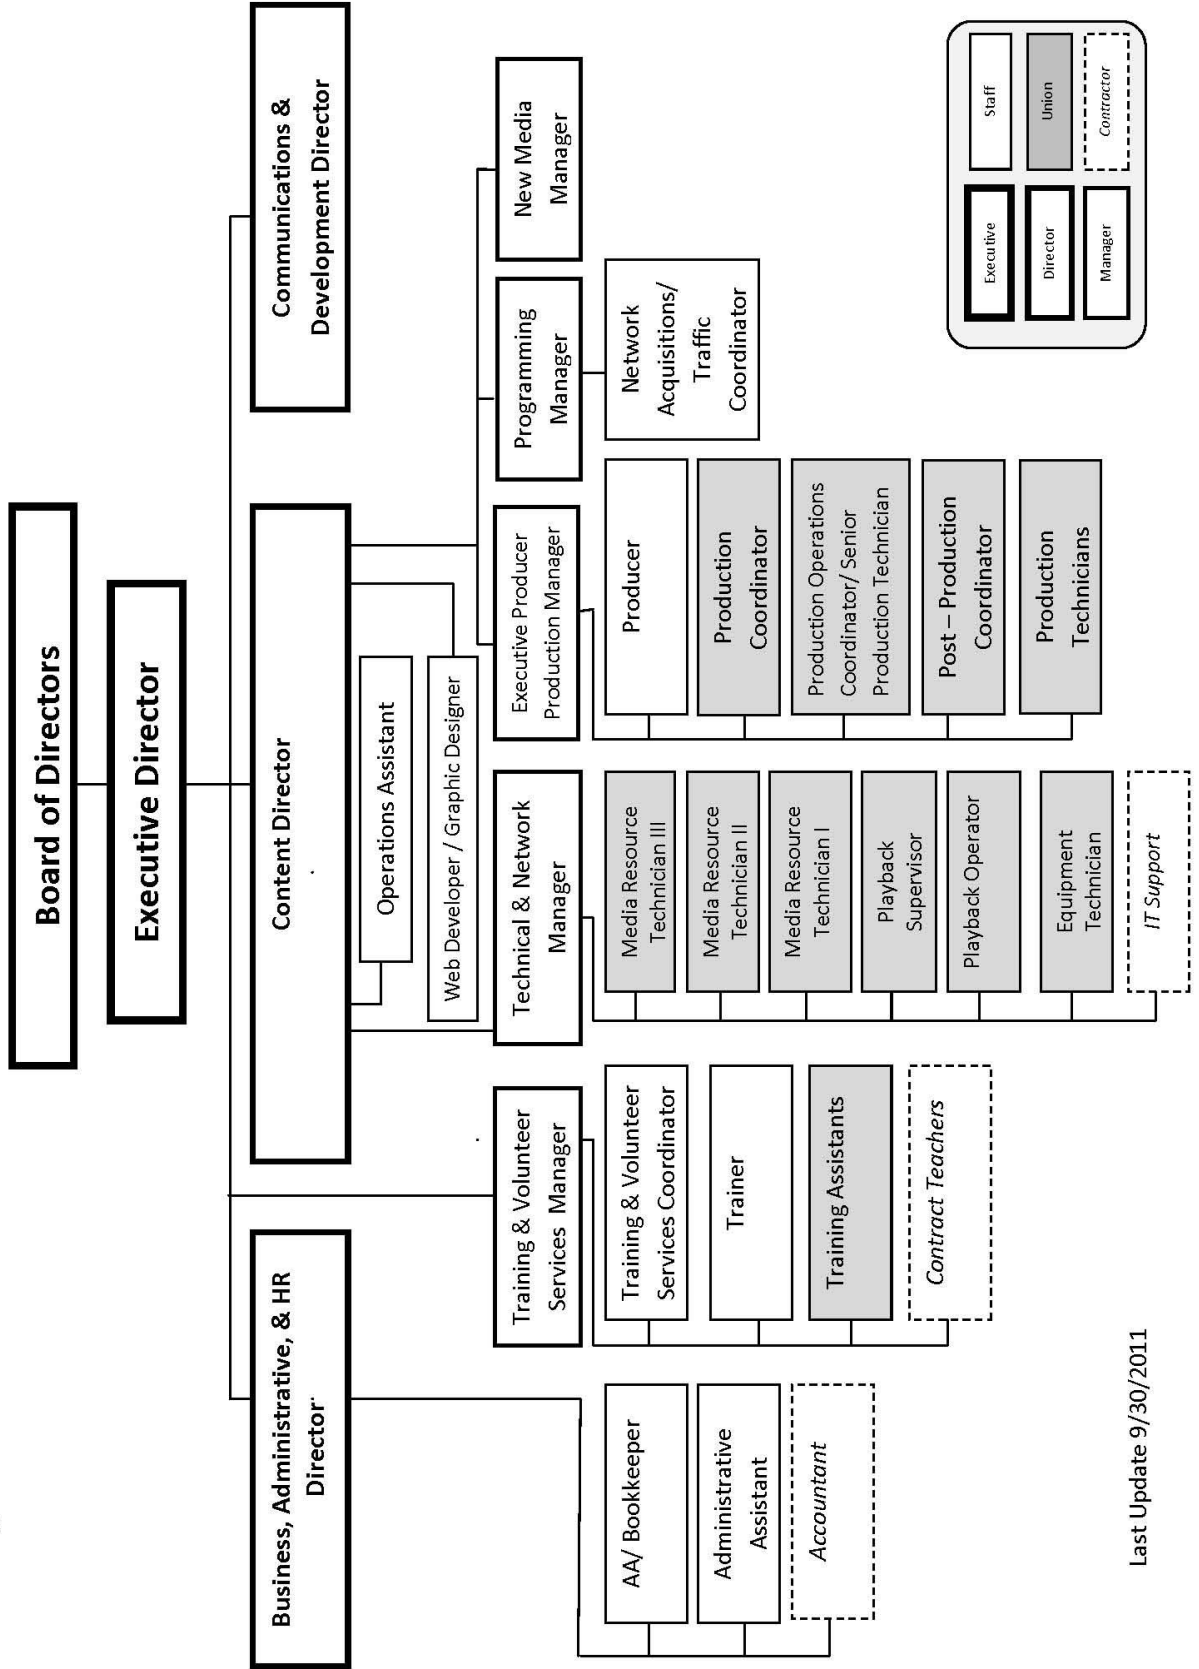 Board of Directors
Executive Director
Business, Administrative, & HR
Director
Content Director
Communications &
Development Director
Operations Assistant
Web Developer / Graphic Designer
Training & Volunteer
Services Manager
Technical & Network
Manager
Executive Producer
Production Manager
Programming
Manager
New Media
Manager
AA/ Bookkeeper
Administrative
Assistant
Accountant
Training & Volunteer
Services Coordinator
Trainer
Training Assistants
Contract Teachers
Media Resource
Technician III
Media Resource
Technician II
Media Resource
Technician I
Playback
Supervisor
Playback Operator
Equipment
Technician
IT Support
Producer
Production
Coordinator
Production Operations
Coordinator/ Senior
Production Technician
Post – Production
Coordinator
Production
Technicians
Network
Acquisitions/
Traffic
Coordinator
Executive
Staff
Director
Union
Manager
Contractor
Last Update 9/30/2011